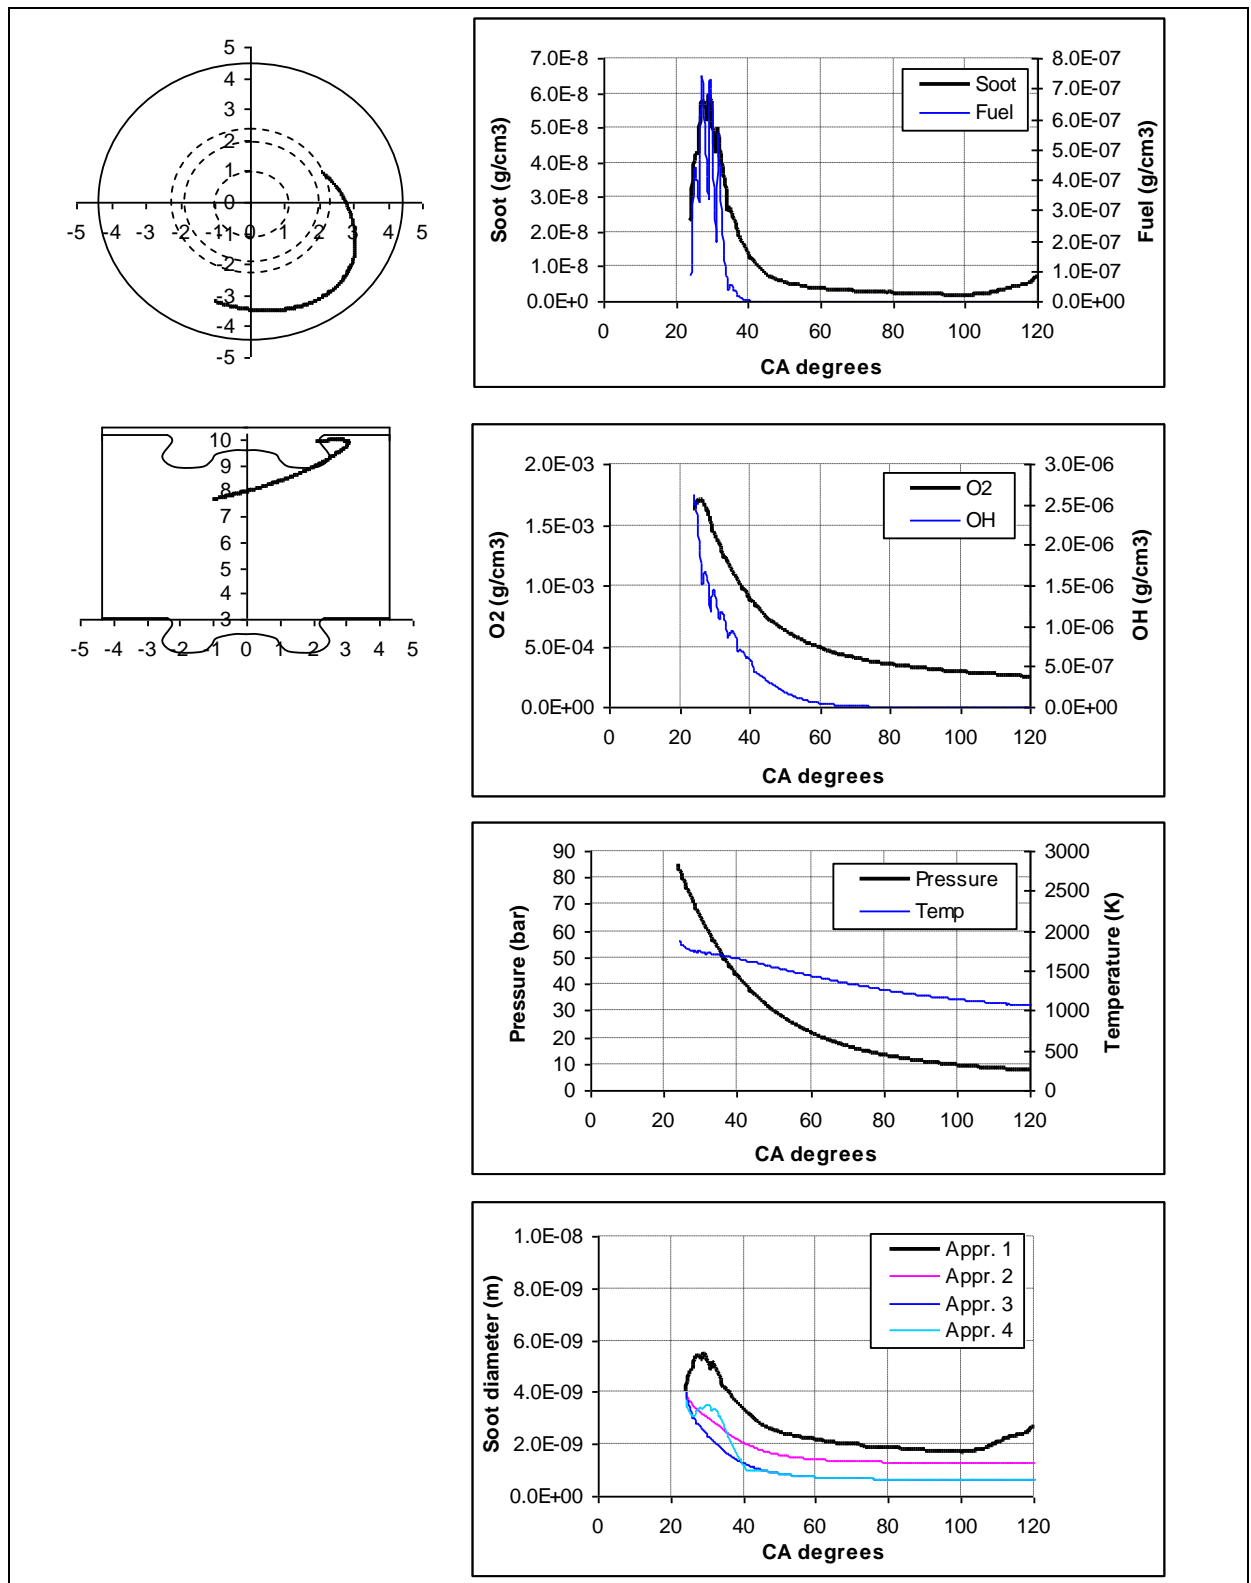 5
4
3
2
1
0
-1
-2
-3
-4
-5
-5 -4 -3 -2 -1 0 1 2 3 4 5
7.0E-8
6.0E-8
5.0E-8
4.0E-8
3.0E-8
2.0E-8
1.0E-8
0.0E+0
Soot (g/cm3)
Soot
Fuel
8.0E-07
7.0E-07
6.0E-07
5.0E-07
4.0E-07
3.0E-07
2.0E-07
1.0E-07
0.0E+00
Fuel (g/cm3)
0 20 40 60 80 100 120
CA degrees
10
9
8
7
6
5
4
3
-5 -4 -3 -2 -1 0 1 2 3 4 5
2.0E-03
1.5E-03
1.0E-03
5.0E-04
0.0E+00
O2 (g/cm3)
O2
OH
3.0E-06
2.5E-06
2.0E-06
1.5E-06
1.0E-06
5.0E-07
0.0E+00
OH (g/cm3)
0 20 40 60 80 100 120
CA degrees
90
80
70
60
50
40
30
20
10
0
Pressure (bar)
Pressure
Temp
3000
2500
2000
1500
1000
500
0
Temperature (K)
0 20 40 60 80 100 120
CA degrees
1.0E-08
8.0E-09
6.0E-09
4.0E-09
2.0E-09
0.0E+00
Soot diameter (m)
Appr. 1
Appr. 2
Appr. 3
Appr. 4
0 20 40 60 80 100 120
CA degrees